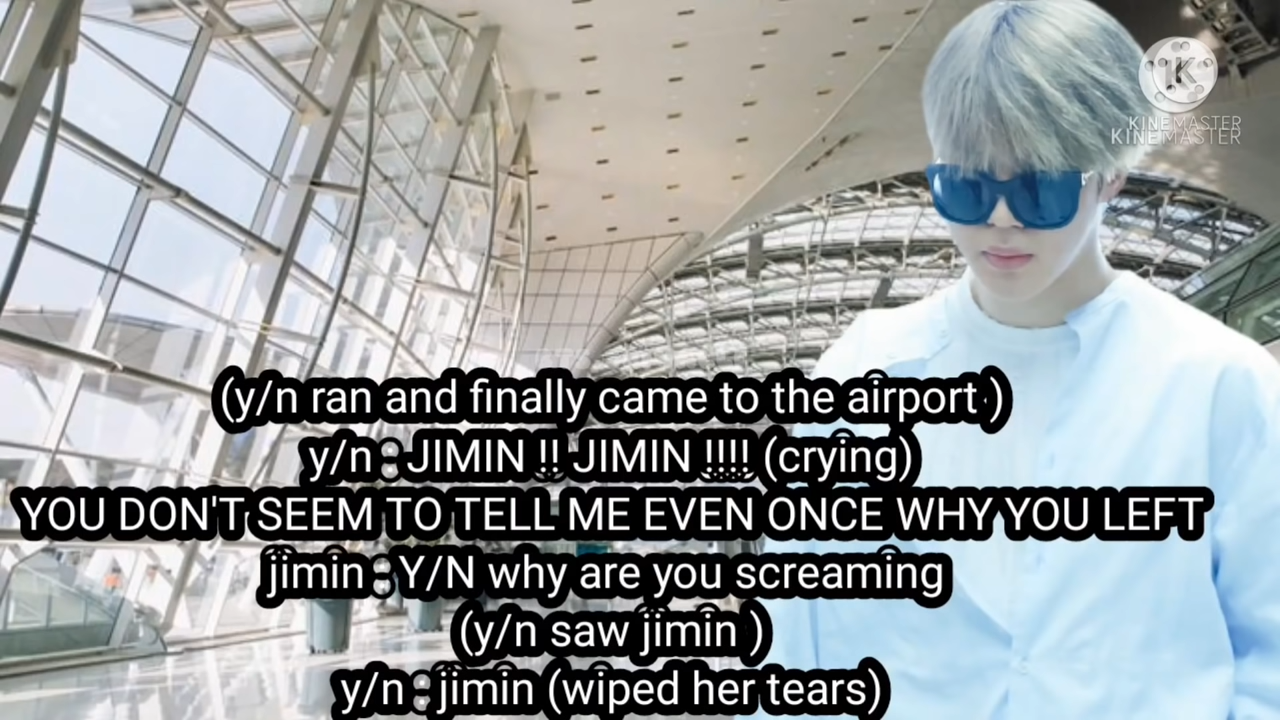 K
KINEMASTER
KINEMASTER
(y/n ran and finally came to the airport )
y/n : JIMIN !! JIMIN !!!! (crying)
YOU DON'T SEEM TO TELL ME EVEN ONCE WHY YOU LEFT
jimin : Y/N why are you screaming
(y/n saw jimin )
y/n : jimin (wiped her tears)